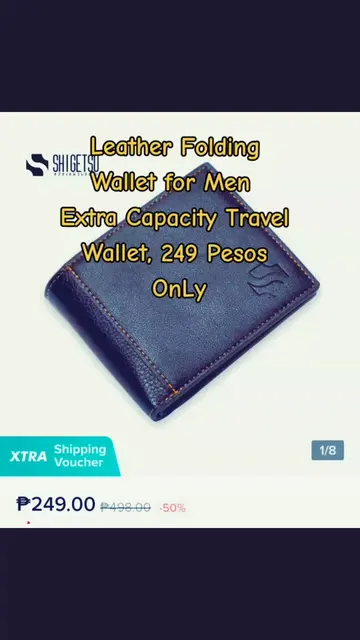 SHIGETSU
Leather Folding
Wallet for Men
Extra Capacity Travel
Wallet, 249 Pesos
OnLy
XTRA
Shipping
Voucher
1/8
₱249.00 ₱498.00 -50%